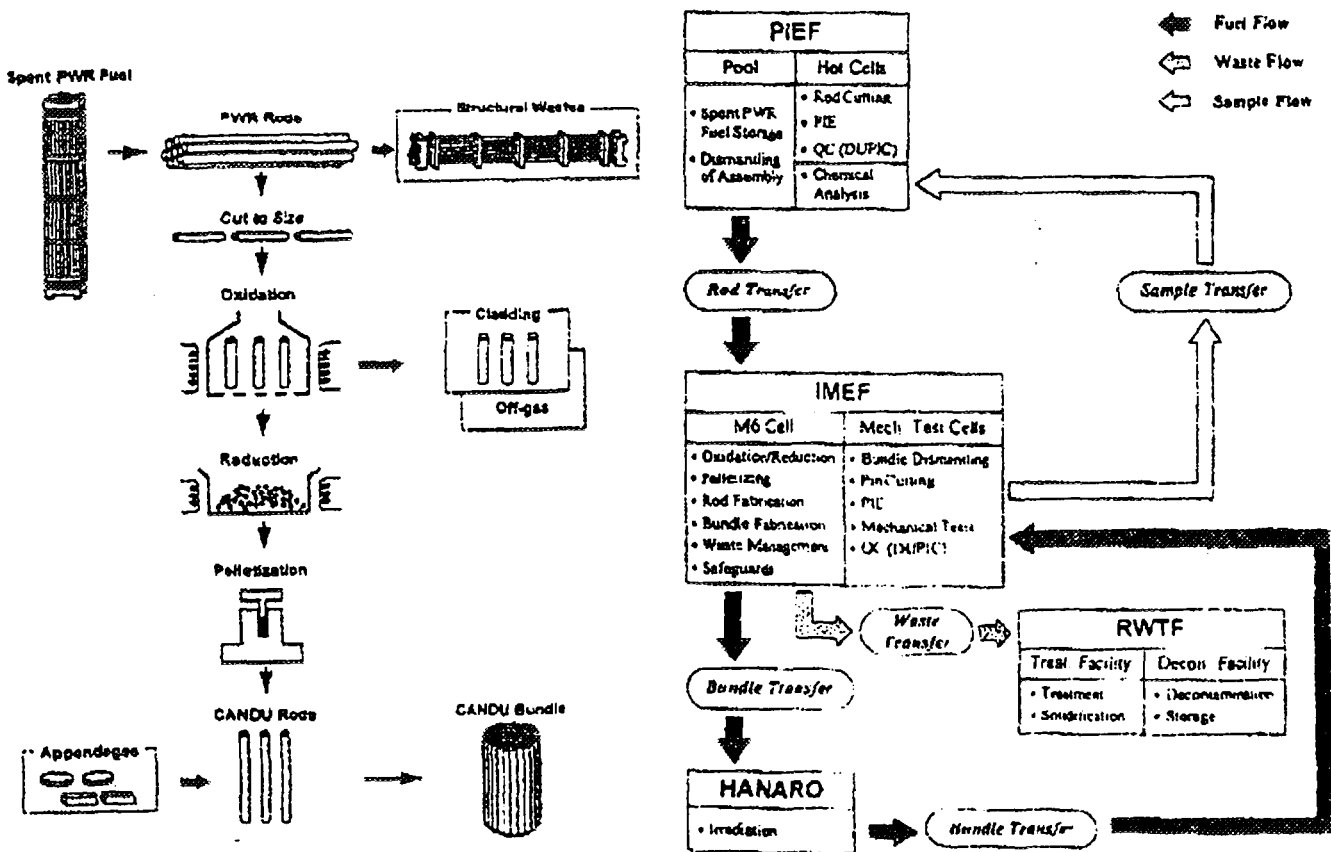 Spent PWR Fuel
PWR Rods
Structural Wastes
Cut to Size
Oxidation
Cladding
Off-gas
Reduction
Pelletization
CANDU Rods
Appendages
CANDU Bundle
PIEF
Pool
Hot Cells
• Spent PWR
Fuel Storage
• Dismantling
of Assembly
• Rod Cutting
• PIE
• QC (DUPIC)
• Chemical
Analysis
Fuel Flow
Waste Flow
Sample Flow
Rod Transfer
Sample Transfer
IMEF
M6 Cell
Mech. Test Cells
• Oxidation/Reduction
• Pelletizing
• Rod Fabrication
• Bundle Fabrication
• Waste Management
• Safeguards
• Bundle Dismantling
• Pin Cutting
• PIE
• Mechanical Tests
• QC (DUPIC)
Waste
Transfer
RWTF
Treat. Facility
Decon. Facility
• Treatment
• Solidification
• Decontamination
• Storage
Bundle Transfer
HANARO
• Irradiation
Bundle Transfer